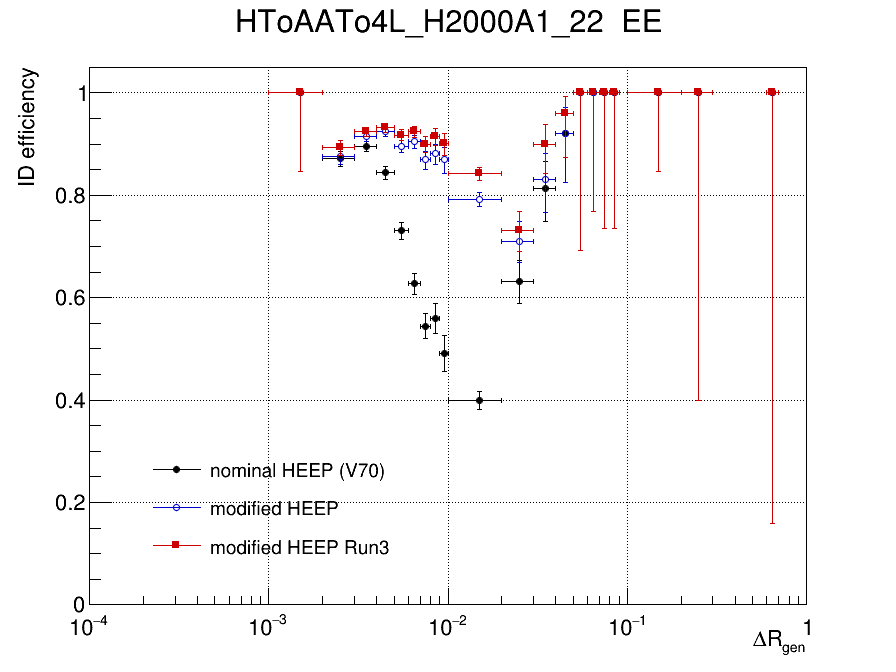 HToAATo4L_H2000A1_22 EE
ID efficiency
1
0.8
0.6
0.4
0.2
0
nominal HEEP (V70)
modified HEEP
modified HEEP Run3
10⁻⁴ 10⁻³ 10⁻² 10⁻¹ 1
ΔR_gen